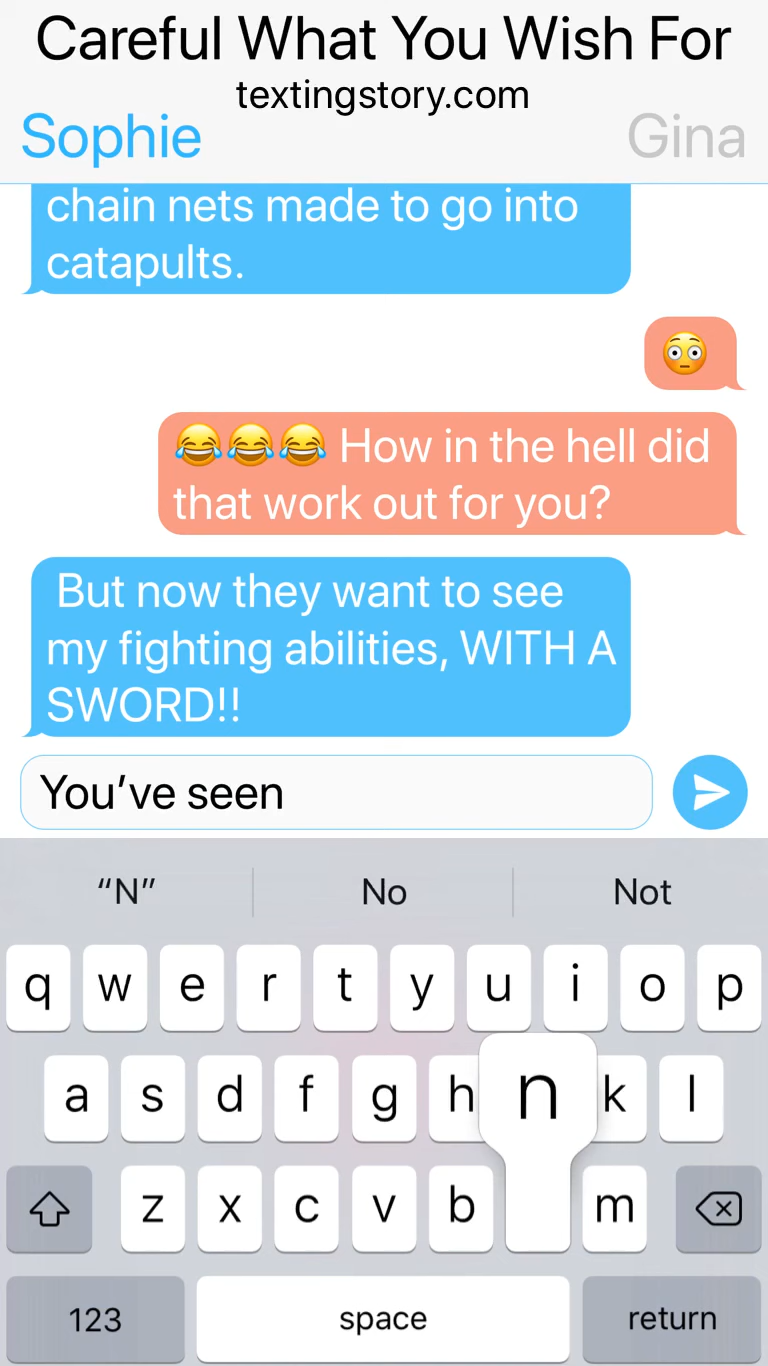 Careful What You Wish For
textingstory.com
Sophie
Gina
chain nets made to go into
catapults.
😳
😂😂😂 How in the hell did
that work out for you?
But now they want to see
my fighting abilities, WITH A
SWORD!!
You’ve seen
“N”
No
Not
q w e r t y u i o p
a s d f g h n k l
z x c v b m
123
space
return